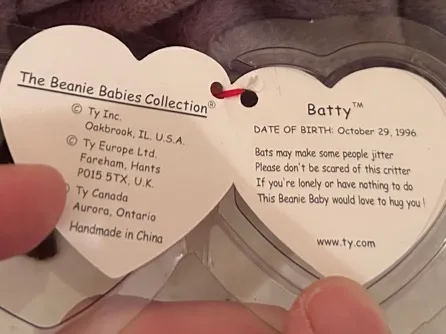 The Beanie Babies Collection®
© Ty Inc.
Oakbrook, IL. U.S.A.
© Ty Europe Ltd.
Fareham, Hants
PO15 5TX, U.K.
© Ty Canada
Aurora, Ontario
Handmade in China
Batty™
DATE OF BIRTH: October 29, 1996
Bats may make some people jitter
Please don't be scared of this critter
If you're lonely or have nothing to do
This Beanie Baby would love to hug you!
www.ty.com